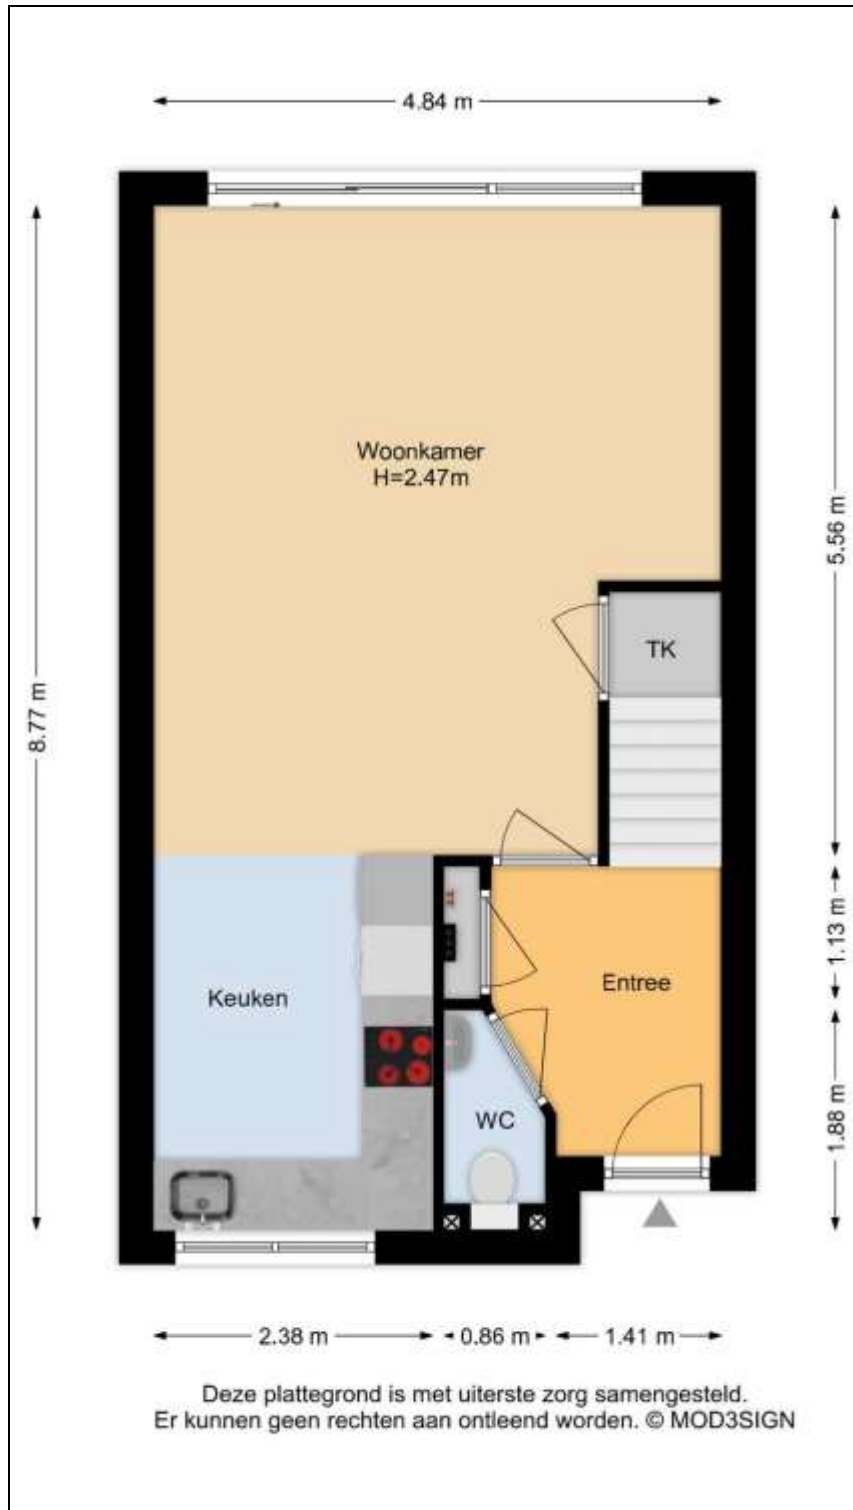 4.84 m
Woonkamer
H=2.47m
5.56 m
TK
8.77 m
1.13 m
Keuken
Entree
WC
1.88 m
2.38 m
0.86 m
1.41 m
Deze plattegrond is met uiterste zorg samengesteld.
Er kunnen geen rechten aan ontleend worden. © MOD3SIGN